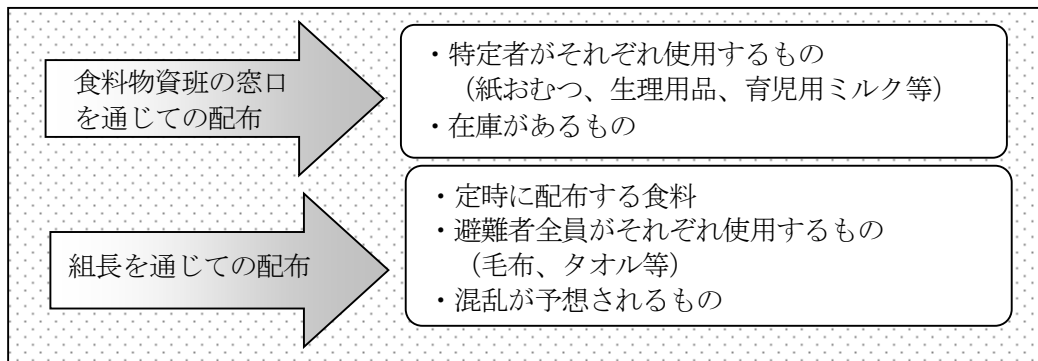 食料物資班の窓口
を通じての配布
・特定者がそれぞれ使用するもの
（紙おむつ、生理用品、育児用ミルク等）
・在庫があるもの
組長を通じての配布
・定時に配布する食料
・避難者全員がそれぞれ使用するもの
（毛布、タオル等）
・混乱が予想されるもの